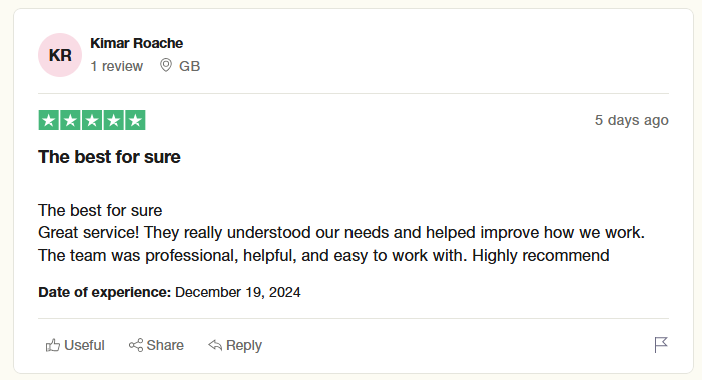 KR
Kimar Roache
1 review GB
5 days ago
The best for sure
The best for sure
Great service! They really understood our needs and helped improve how we work.
The team was professional, helpful, and easy to work with. Highly recommend
Date of experience: December 19, 2024
Useful Share Reply